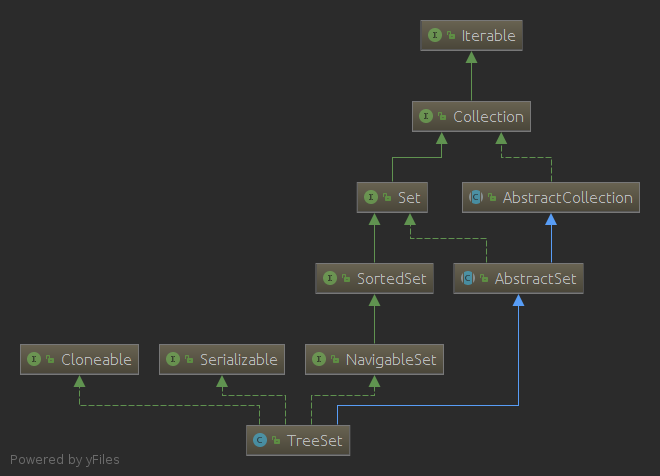 I Iterable
I Collection
I Set
C AbstractCollection
I SortedSet
C AbstractSet
I Cloneable
I Serializable
I NavigableSet
C TreeSet
Powered by yFiles